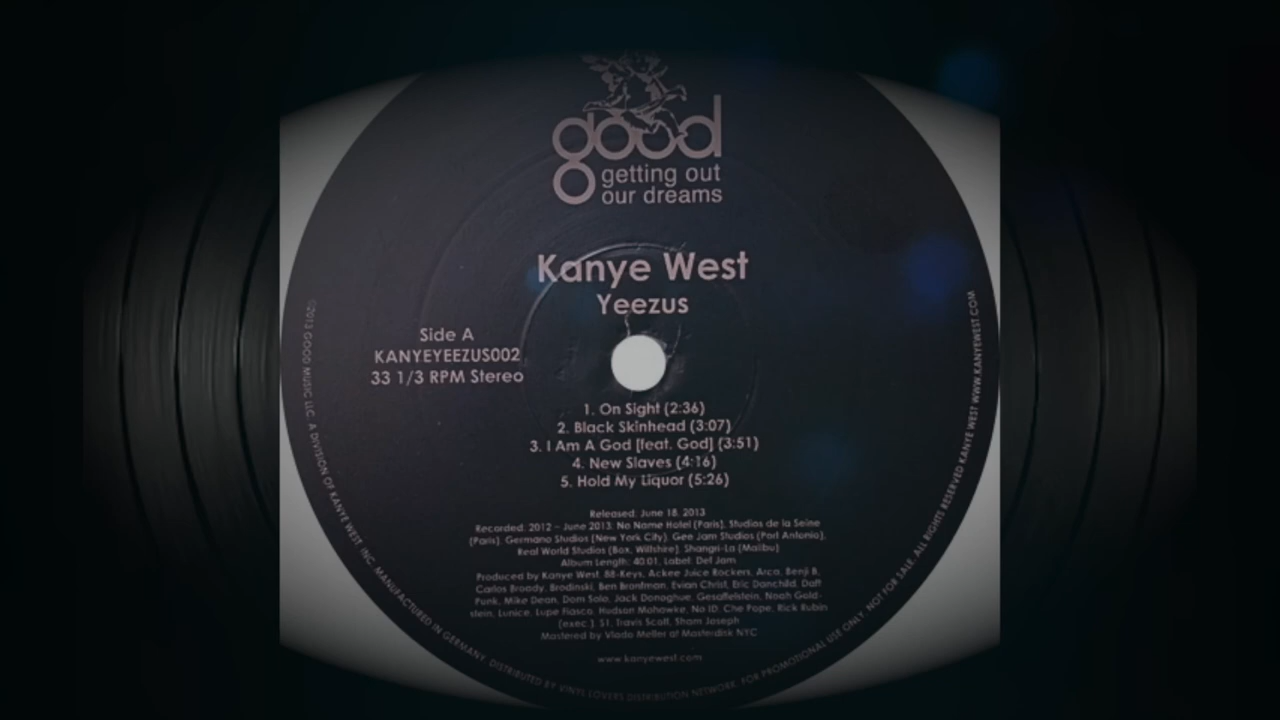 good
getting out
our dreams
Kanye West
Yeezus
Side A
KANYEYEEZUS002
33 1/3 RPM Stereo
1. On Sight (2:36)
2. Black Skinhead (3:07)
3. I Am A God [feat. God] (3:51)
4. New Slaves (4:16)
5. Hold My Liquor (5:26)
Released: June 18, 2013
Recorded: 2012 – June 2013; No Name Hotel (Paris), Studios de la Seine
(Paris), Germano Studios (New York City), Gee Jam Studios (Port Antonio),
Real World Studios (Box, Wiltshire), Shangri-La (Malibu)
Album Length: 40:01, Label: Def Jam
Produced by Kanye West, 88-Keys, Ackee Juice Rockers, Arca, Benji B,
Carlos Broady, Brodinski, Ben Bronfman, Evian Christ, Eric Danchild, Daft
Punk, Mike Dean, Dom Solo, Jack Donoghue, Gesaffelstein, Noah Gold-
stein, Lunice, Lupe Fiasco, Hudson Mohawke, No ID, Che Pope, Rick Rubin
(exec.), S1, Travis Scott, Sham Joseph
Mastered by Vlado Meller at Masterdisk NYC
www.kanyewest.com
©2013 GOOD MUSIC LLC. A DIVISION OF KANYE WEST INC. MANUFACTURED IN GERMANY. DISTRIBUTED BY VINYL LOVERS DISTRIBUTION NETWORK. FOR PROMOTIONAL USE ONLY. NOT FOR SALE. ALL RIGHTS RESERVED KANYE WEST WWW.KANYEWEST.COM